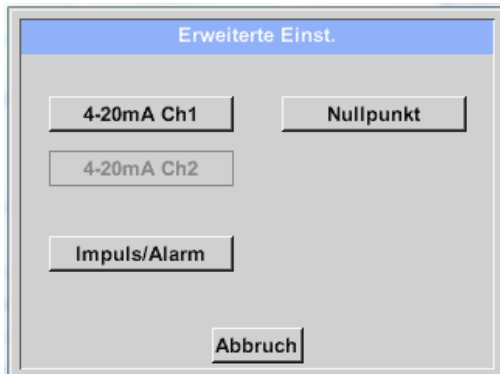 Erweiterte Einst.
4-20mA Ch1
Nullpunkt
4-20mA Ch2
Impuls/Alarm
Abbruch